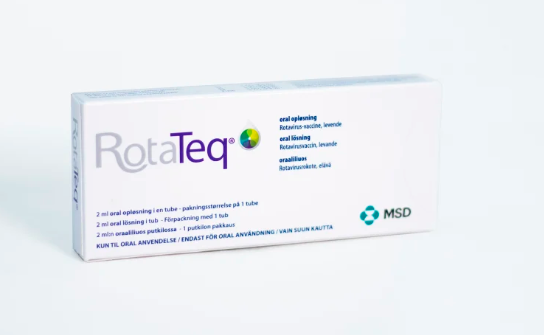 RotaTeq®
oral opløsning
Rotavirus-vaccine, levende
oral lösning
Rotavirusvaccin, levande
oraaliliuos
Rotavirusrokote, elävä
2 ml oral opløsning i en tube - pakningsstørrelse på 1 tube
2 ml oral lösning i tub - Förpackning med 1 tub
2 ml:n oraaliliuos putkilossa - 1 putkilon pakkaus
KUN TIL ORAL ANVENDELSE / ENDAST FÖR ORAL ANVÄNDNING / VAIN SUUN KAUTTA
MSD
RotaTeq®